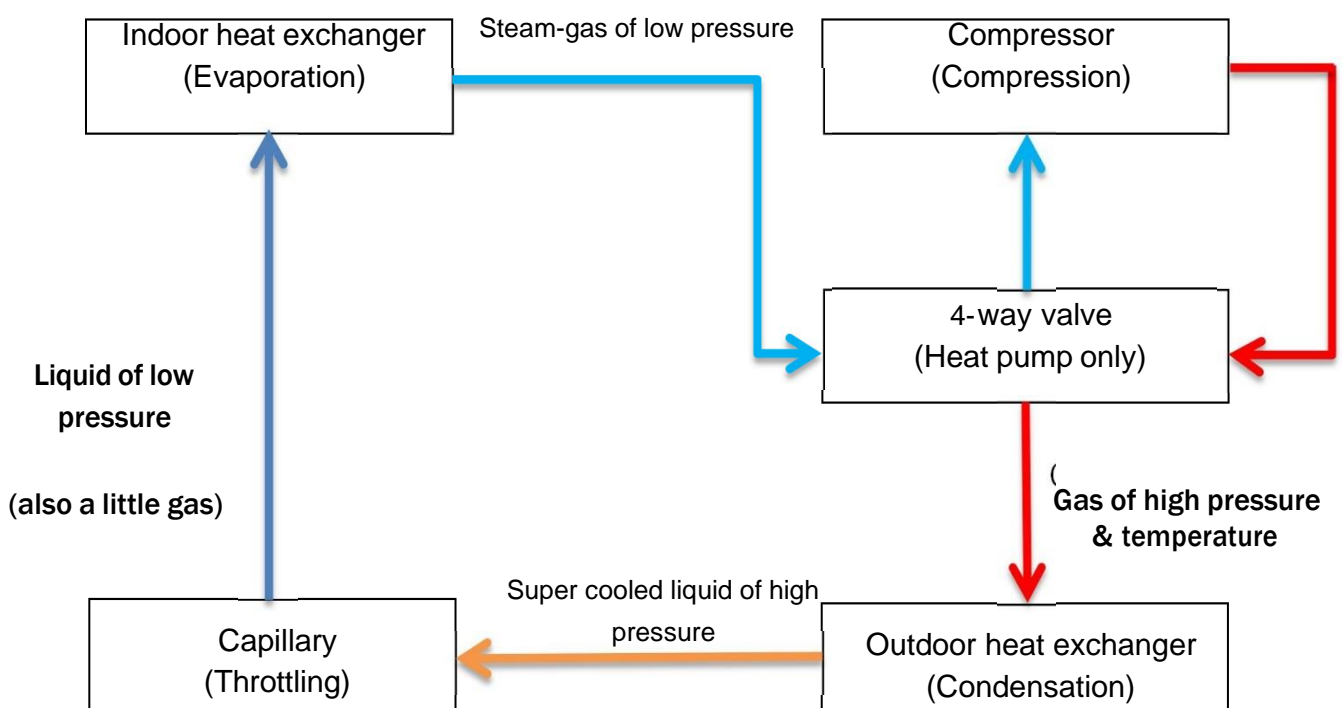 Indoor heat exchanger
(Evaporation)
Steam-gas of low pressure
Compressor
(Compression)
4-way valve
(Heat pump only)
Liquid of low
pressure
(also a little gas)
(
Gas of high pressure
& temperature
Super cooled liquid of high
pressure
Capillary
(Throttling)
Outdoor heat exchanger
(Condensation)